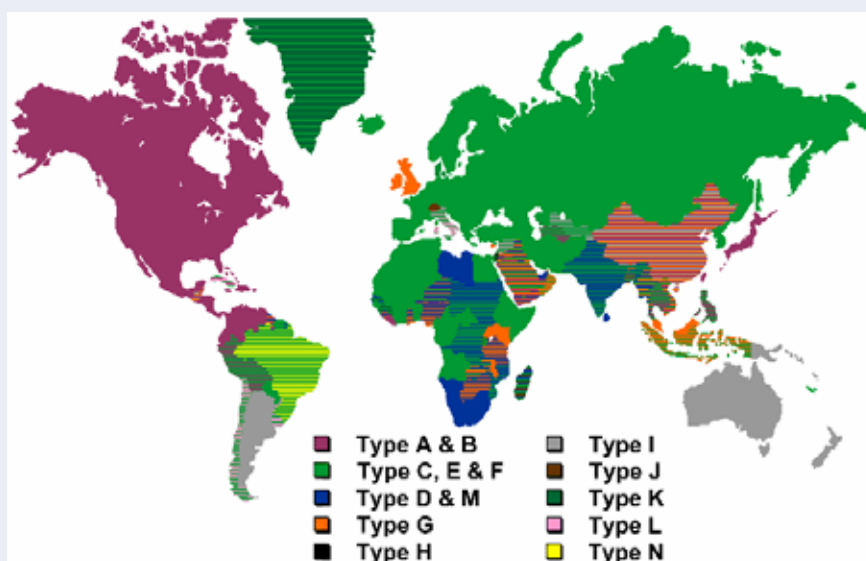 Type A & B
Type C, E & F
Type D & M
Type G
Type H
Type I
Type J
Type K
Type L
Type N